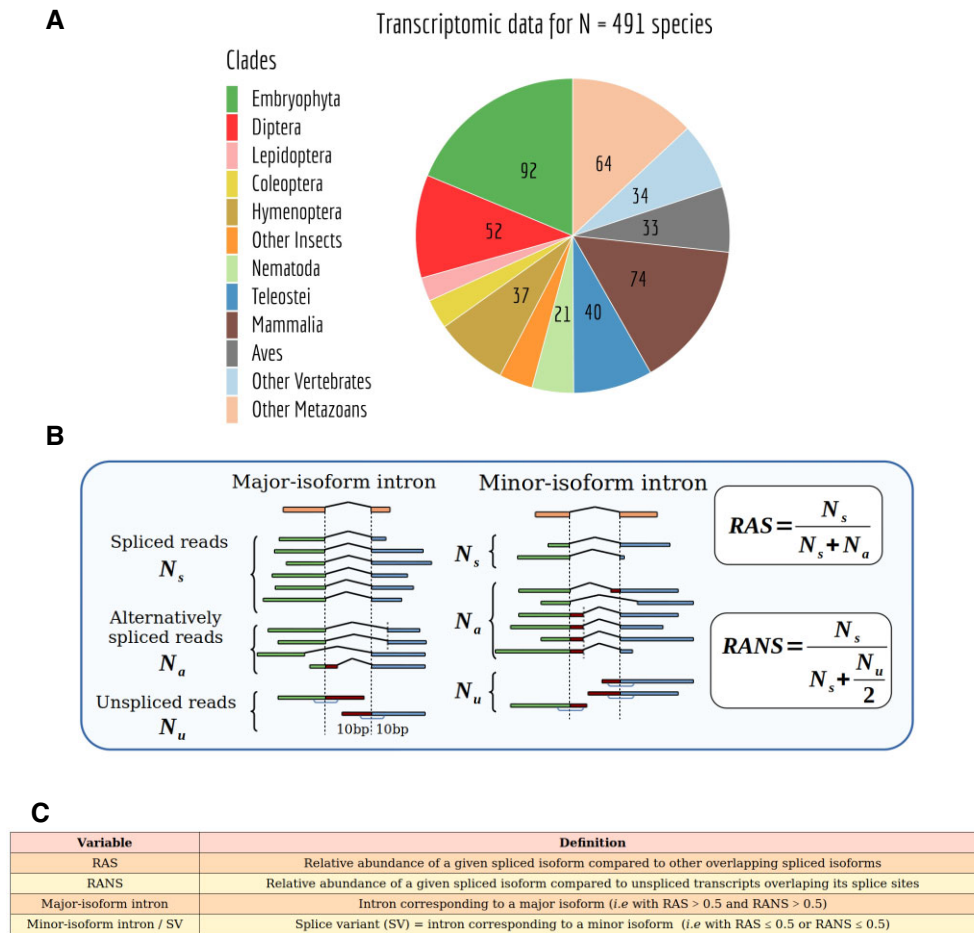 A
Transcriptomic data for N = 491 species
Clades
Embryophyta
Diptera
Lepidoptera
Coleoptera
Hymenoptera
Other Insects
Nematoda
Teleostei
Mammalia
Aves
Other Vertebrates
Other Metazoans
92
64
34
33
52
74
37
21
40
B
Major-isoform intron
Spliced reads
N_s
Alternatively
spliced reads
N_a
Unspliced reads
N_u
10bp 10bp
Minor-isoform intron
N_s
N_a
N_u
RAS = N_s / (N_s + N_a)
RANS = N_s / (N_s + N_u / 2)
C
Variable Definition
RAS Relative abundance of a given spliced isoform compared to other overlapping spliced isoforms
RANS Relative abundance of a given spliced isoform compared to unspliced transcripts overlaping its splice sites
Major-isoform intron Intron corresponding to a major isoform (i.e with RAS > 0.5 and RANS > 0.5)
Minor-isoform intron / SV Splice variant (SV) = intron corresponding to a minor isoform (i.e with RAS ≤ 0.5 or RANS ≤ 0.5)